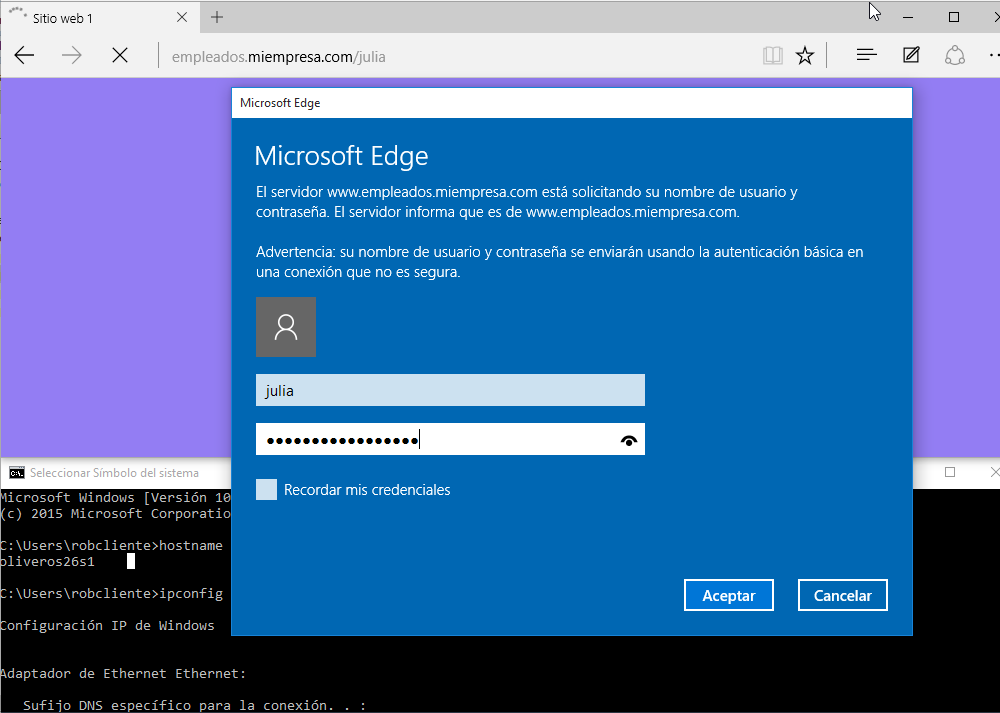 Sitio web 1
empleados.miempresa.com/julia
Microsoft Edge
Microsoft Edge
El servidor www.empleados.miempresa.com está solicitando su nombre de usuario y
contraseña. El servidor informa que es de www.empleados.miempresa.com.
Advertencia: su nombre de usuario y contraseña se enviarán usando la autenticación básica en
una conexión que no es segura.
julia
•••••••••••••••••
Recordar mis credenciales
Aceptar
Cancelar
Seleccionar Símbolo del sistema
Microsoft Windows [Versión 10
(c) 2015 Microsoft Corporatio
C:\Users\robcliente>hostname
oliveros26s1
C:\Users\robcliente>ipconfig
Configuración IP de Windows
Adaptador de Ethernet Ethernet:
Sufijo DNS específico para la conexión. . :